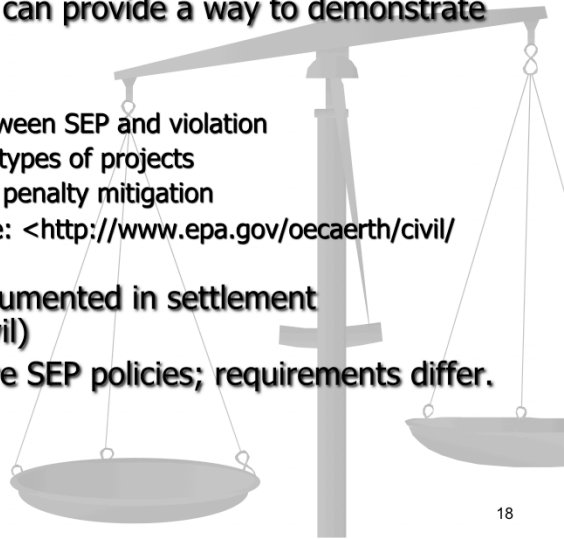 can provide a way to demonstrate
ween SEP and violation
types of projects
penalty mitigation
e: <http://www.epa.gov/oecaerth/civil/
umented in settlement
il)
e SEP policies; requirements differ.
18